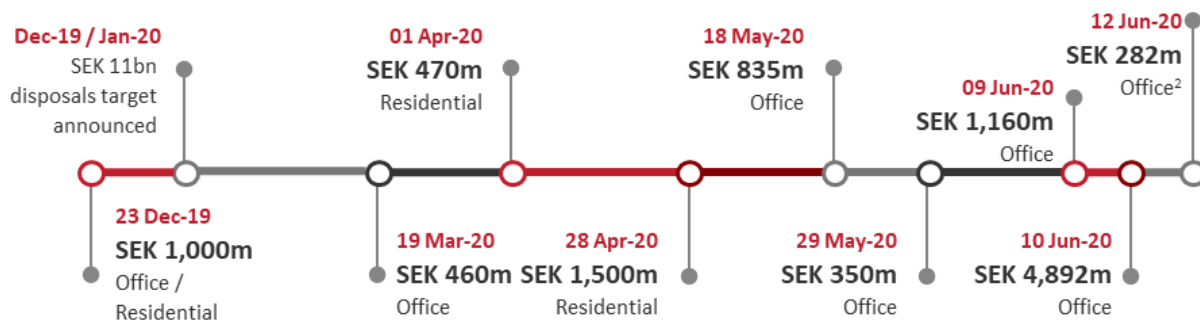 Dec-19 / Jan-20
SEK 11bn
disposals target
announced
01 Apr-20
SEK 470m
Residential
18 May-20
SEK 835m
Office
09 Jun-20
SEK 1,160m
Office
12 Jun-20
SEK 282m
Office²
23 Dec-19
SEK 1,000m
Office /
Residential
19 Mar-20
SEK 460m
Office
28 Apr-20
SEK 1,500m
Residential
29 May-20
SEK 350m
Office
10 Jun-20
SEK 4,892m
Office